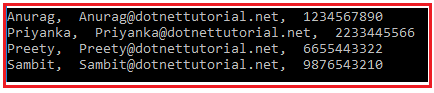 Anurag,  Anurag@dotnettutorial.net,  1234567890
Priyanka,  Priyanka@dotnettutorial.net,  2233445566
Preety,  Preety@dotnettutorial.net,  6655443322
Sambit,  Sambit@dotnettutorial.net,  9876543210